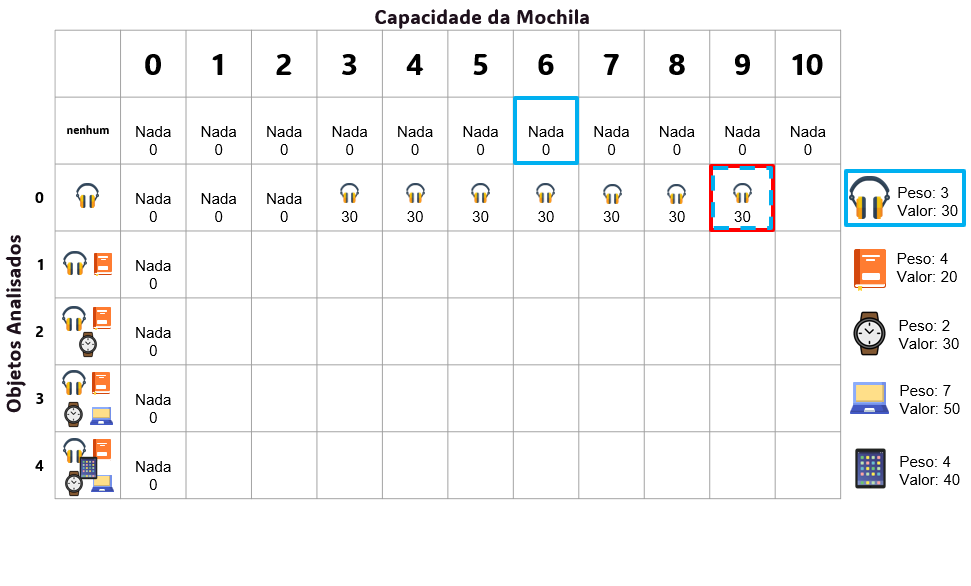 Capacidade da Mochila
0 1 2 3 4 5 6 7 8 9 10
nenhum Nada Nada Nada Nada Nada Nada Nada Nada Nada Nada Nada
0 0 0 0 0 0 0 0 0 0 0
Objetos Analisados
0 Nada Nada Nada
0 0 0 30 30 30 30 30 30 30
1 Nada
0
2 Nada
0
3 Nada
0
4 Nada
0
Peso: 3
Valor: 30
Peso: 4
Valor: 20
Peso: 2
Valor: 30
Peso: 7
Valor: 50
Peso: 4
Valor: 40